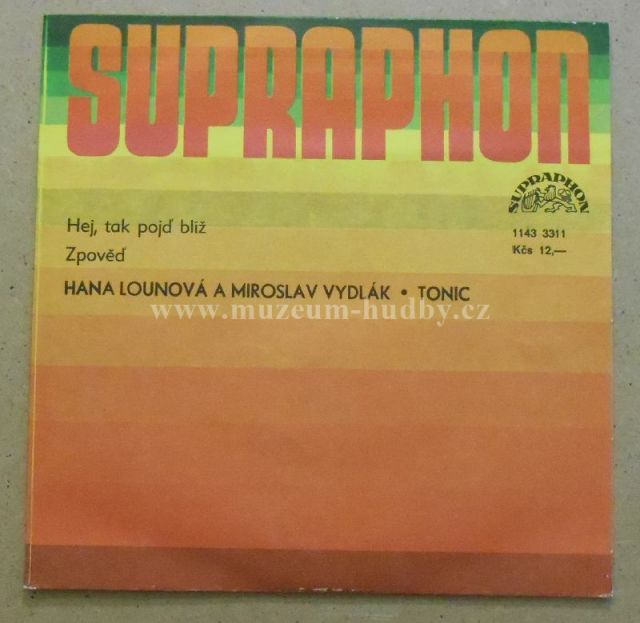 SUPRAPHON
SUPRAPHON
Hej, tak pojď blíž
1143 3311
Zpověď
Kčs 12,—
HANA LOUNOVÁ A MIROSLAV VYDLÁK • TONIC
www.muzeum-hudby.cz